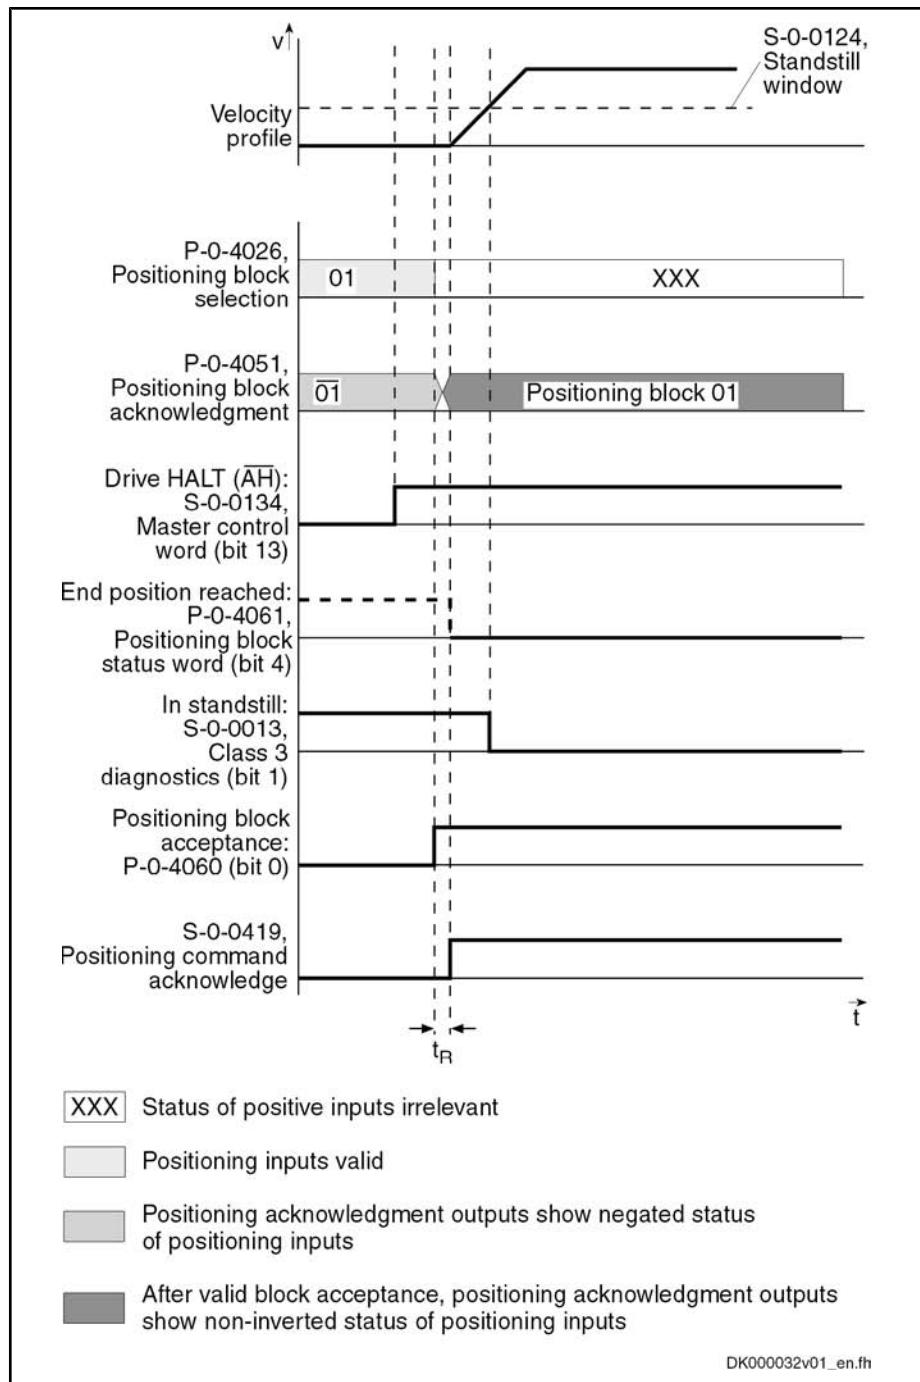 v
S-0-0124,
Standstill
window
Velocity
profile
P-0-4026,
Positioning block
selection
01
XXX
P-0-4051,
Positioning block
acknowledgment
0̅1̅
Positioning block 01
Drive HALT (A̅H̅):
S-0-0134,
Master control
word (bit 13)
End position reached:
P-0-4061,
Positioning block
status word (bit 4)
In standstill:
S-0-0013,
Class 3
diagnostics (bit 1)
Positioning block
acceptance:
P-0-4060 (bit 0)
S-0-0419,
Positioning command
acknowledge
t
tR
XXX Status of positive inputs irrelevant
Positioning inputs valid
Positioning acknowledgment outputs show negated status
of positioning inputs
After valid block acceptance, positioning acknowledgment outputs
show non-inverted status of positioning inputs
DK000032v01_en.fh